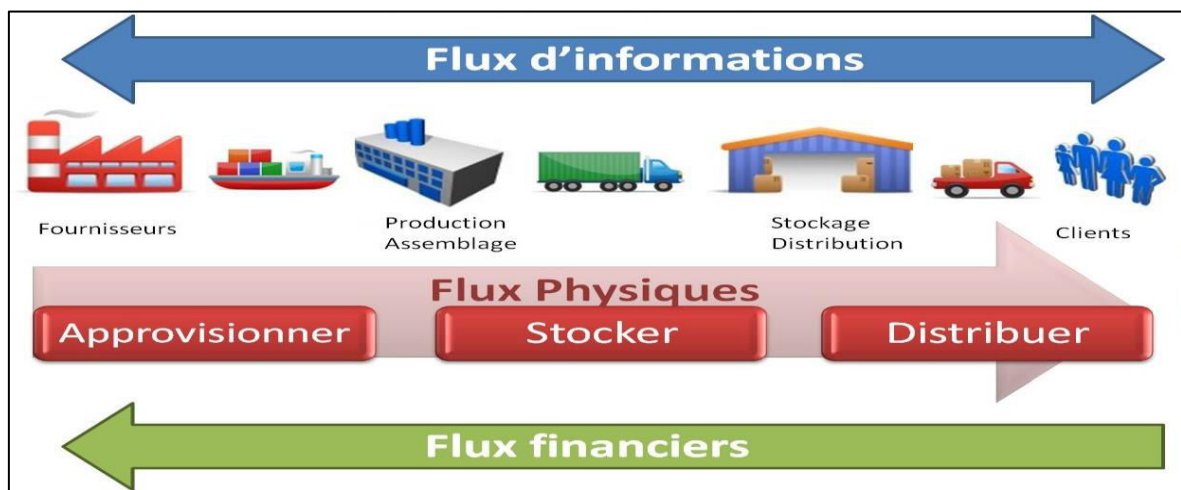 Flux d'informations
Fournisseurs
Production
Assemblage
Stockage
Distribution
Clients
Flux Physiques
Approvisionner
Stocker
Distribuer
Flux financiers